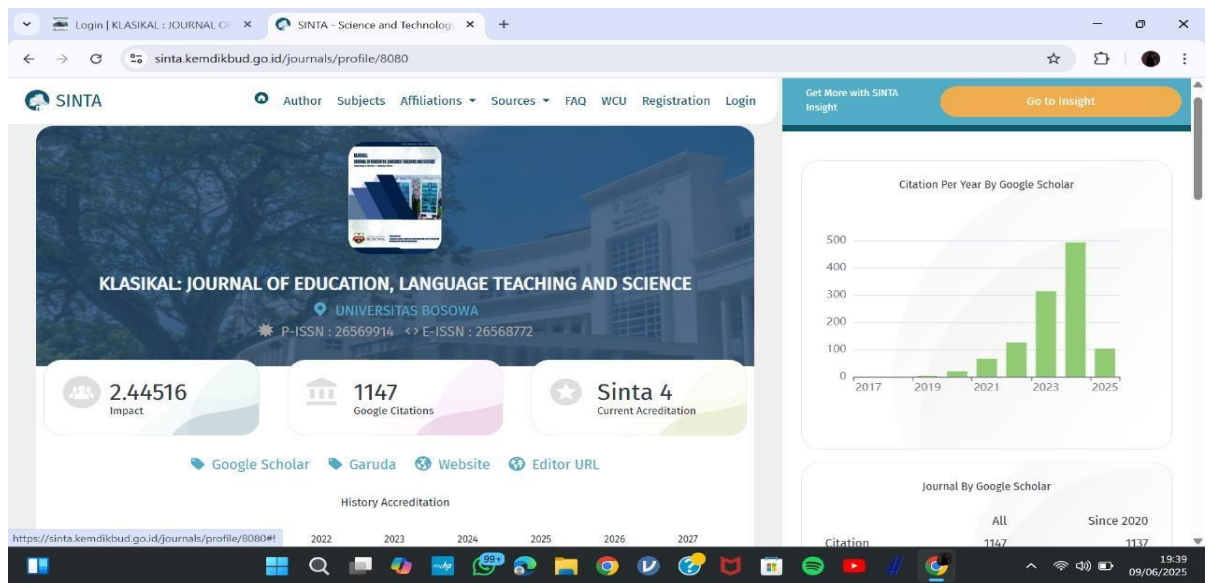 Login | KLASIKAL : JOURNAL OF
SINTA - Science and Technolog
sinta.kemdikbud.go.id/journals/profile/8080
SINTA
Author Subjects Affiliations Sources FAQ WCU Registration Login
Get More with SINTA
Insight
Go to Insight
KLASIKAL: JOURNAL OF EDUCATION, LANGUAGE TEACHING AND SCIENCE
UNIVERSITAS BOSOWA
P-ISSN : 26569914 <> E-ISSN : 26568772
2.44516
Impact
1147
Google Citations
Sinta 4
Current Acreditation
Google Scholar Garuda Website Editor URL
History Accreditation
2022 2023 2024 2025 2026 2027
https://sinta.kemdikbud.go.id/journals/profile/8080#!
Citation Per Year By Google Scholar
500
400
300
200
100
0
2017 2019 2021 2023 2025
Journal By Google Scholar
All Since 2020
Citation 1147 1137
99+
19:39
09/06/2025